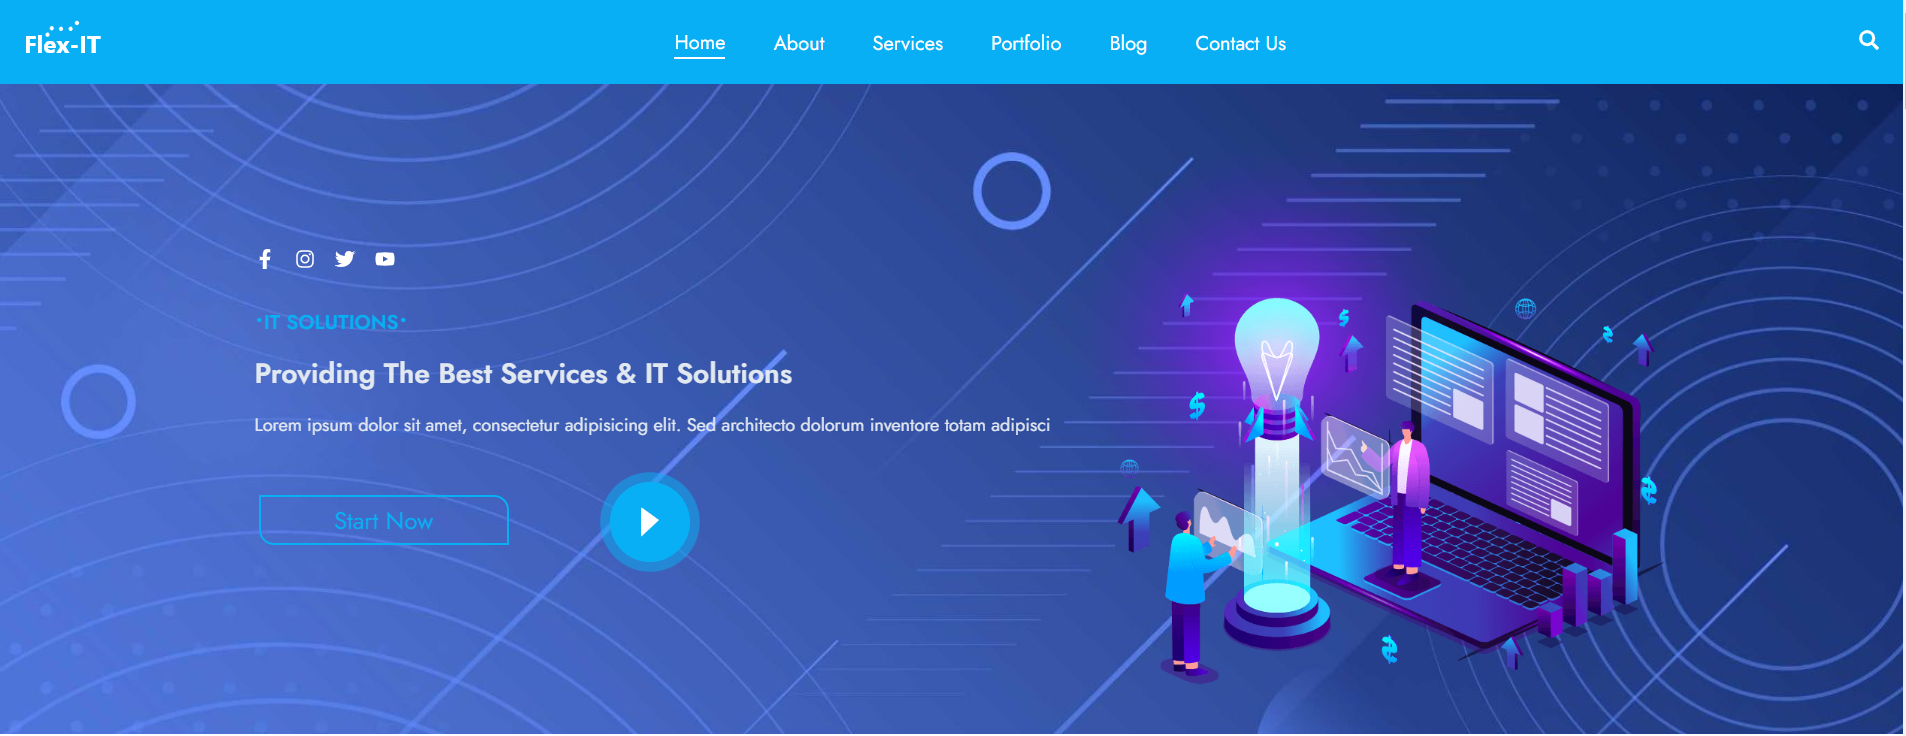 Flex-IT
Home About Services Portfolio Blog Contact Us
•IT SOLUTIONS•
Providing The Best Services & IT Solutions
Lorem ipsum dolor sit amet, consectetur adipisicing elit. Sed architecto dolorum inventore totam adipisci
Start Now